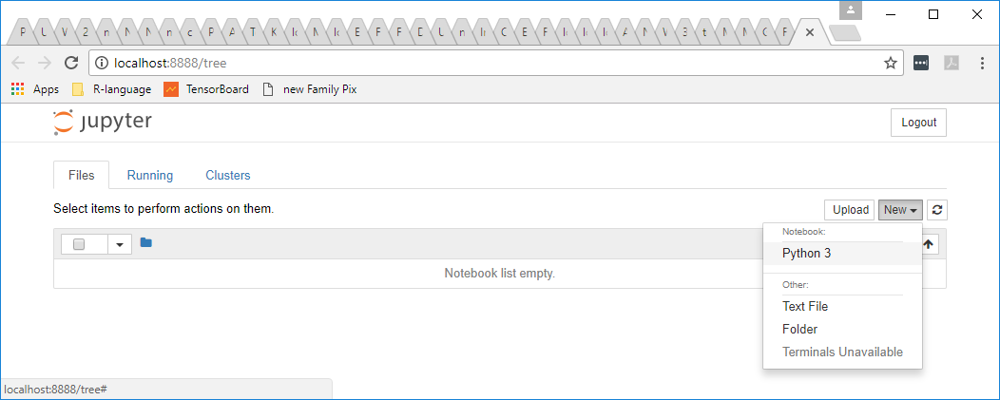 P U V 2 n N N n c P A T K I M I E F F D U n I C E F I I I A N V 3 t M M C F
localhost:8888/tree
Apps R-language TensorBoard new Family Pix
jupyter
Logout
Files Running Clusters
Select items to perform actions on them.
Upload New
Notebook:
Python 3
Notebook list empty.
Other:
Text File
Folder
Terminals Unavailable
localhost:8888/tree#